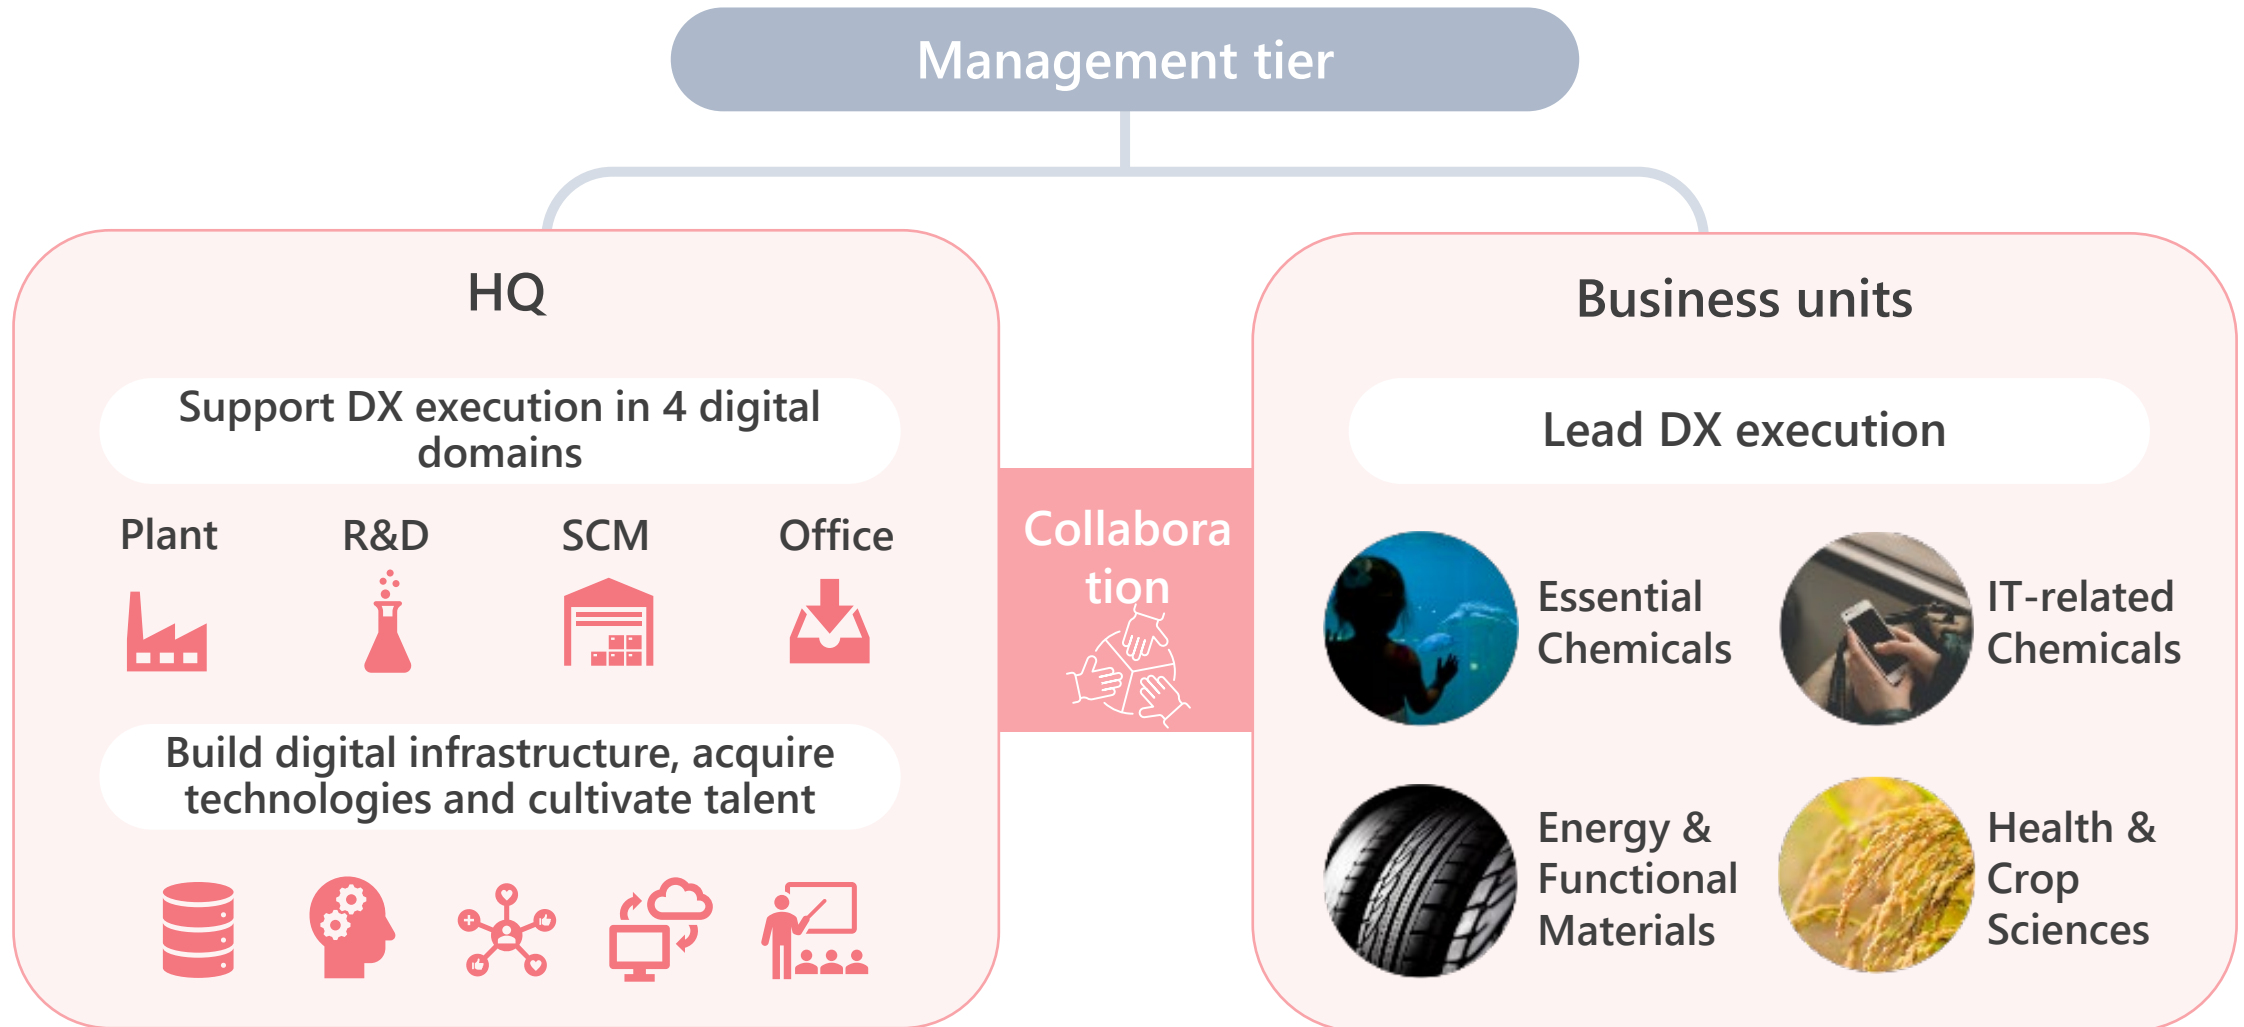 Management tier
HQ
Support DX execution in 4 digital
domains
Plant
R&D
SCM
Office
Build digital infrastructure, acquire
technologies and cultivate talent
Collabora
tion
Business units
Lead DX execution
Essential
Chemicals
IT-related
Chemicals
Energy &
Functional
Materials
Health &
Crop
Sciences